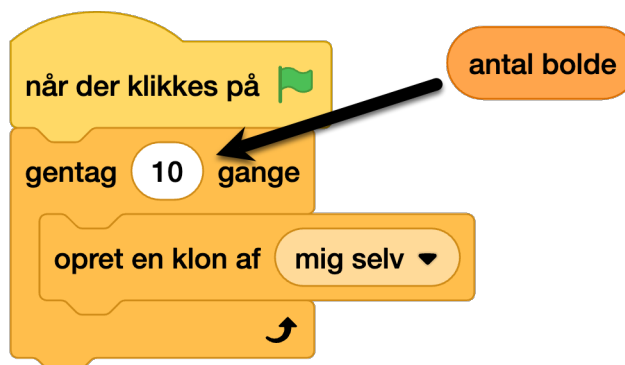 når der klikkes på
antal bolde
gentag 10 gange
opret en klon af mig selv